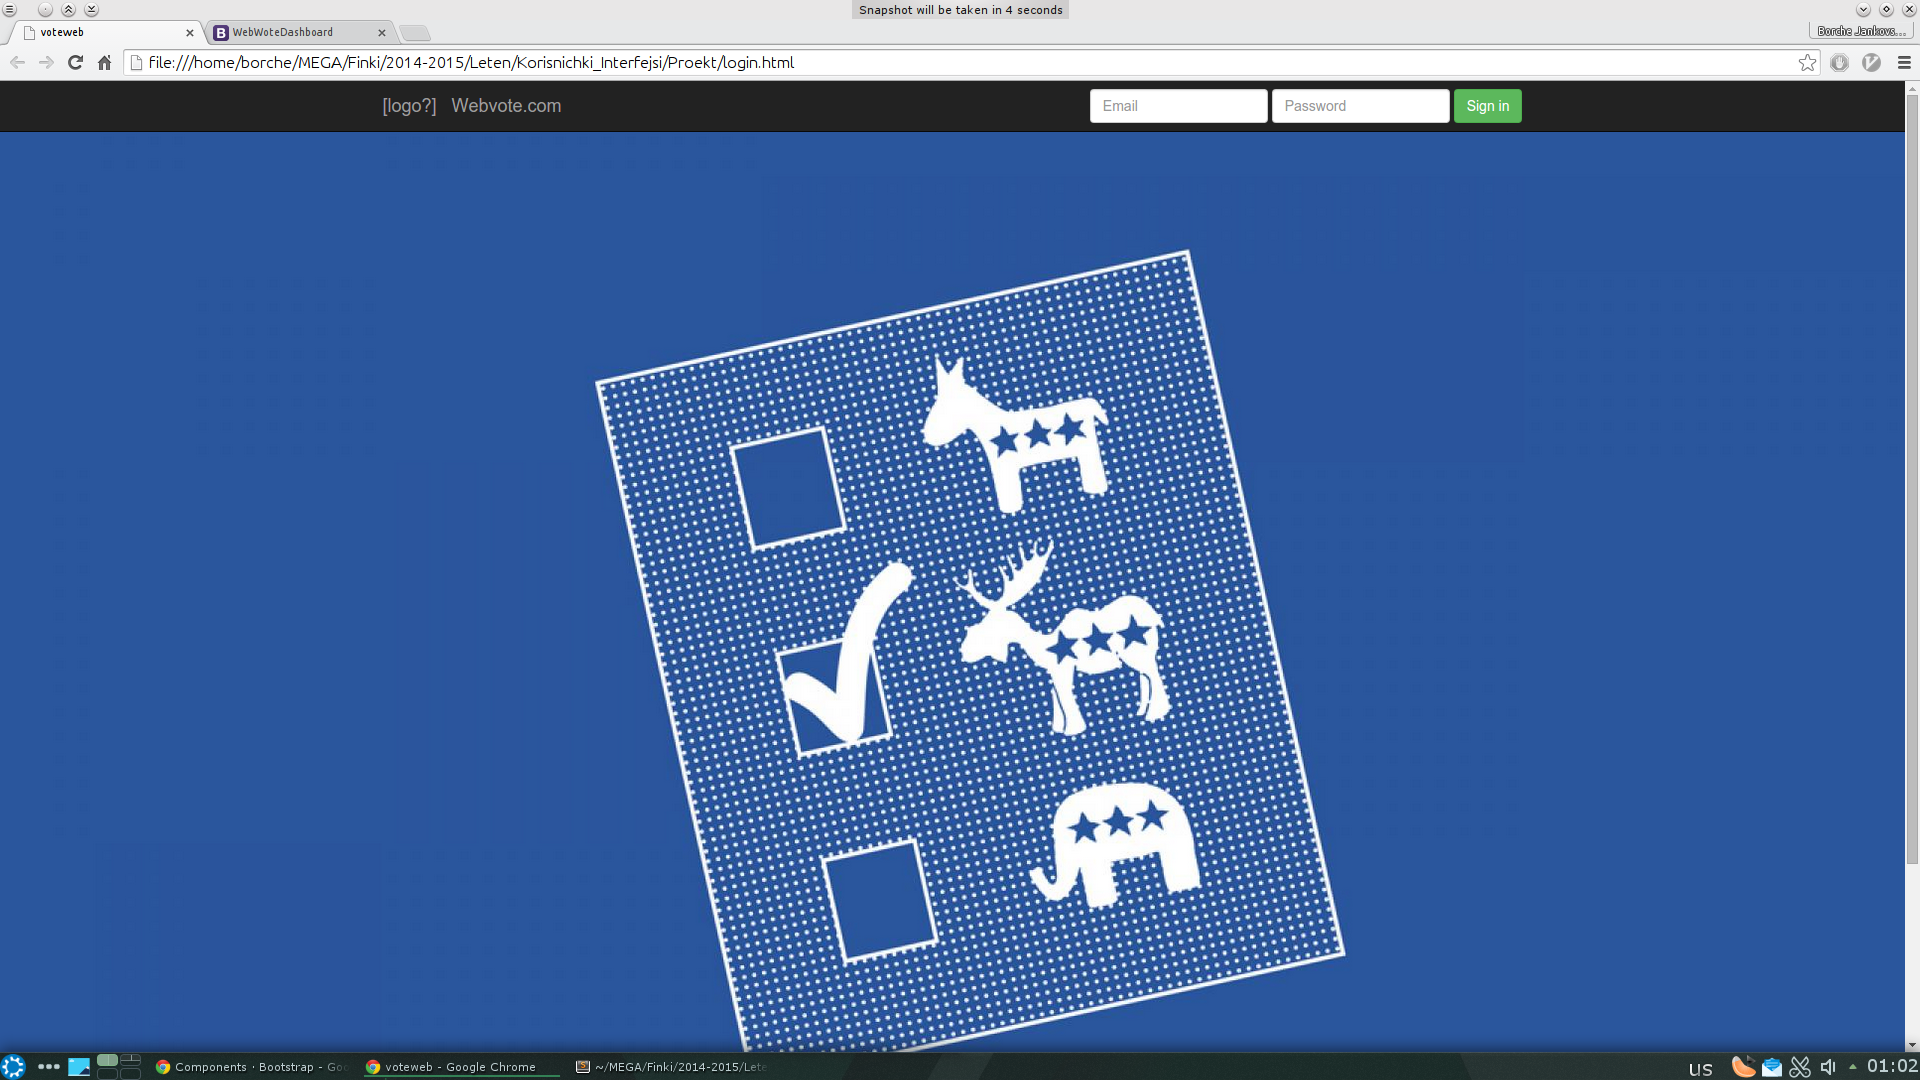 Snapshot will be taken in 4 seconds
voteweb
WebWoteDashboard
Borche Jankovs...
file:///home/borche/MEGA/Finki/2014-2015/Leten/Korisnichki_Interfejsi/Proekt/login.html
[logo?] Webvote.com
Email
Password
Sign in
Components · Bootstrap - Goo
voteweb - Google Chrome
~/MEGA/Finki/2014-2015/Lete
us
01:02